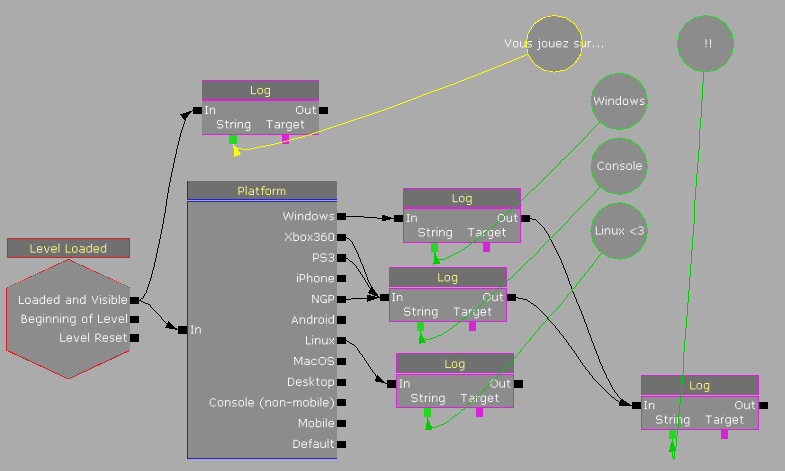 Vous jouez sur...
!!
Log
In Out
String Target
Windows
Console
Linux <3
Platform
Windows
Xbox360
PS3
iPhone
NGP
Android
Linux
MacOS
Desktop
Console (non-mobile)
Mobile
Default
In
Level Loaded
Loaded and Visible
Beginning of Level
Level Reset
Log
In Out
String Target
Log
In Out
String Target
Log
In Out
String Target
Log
In Out
String Target